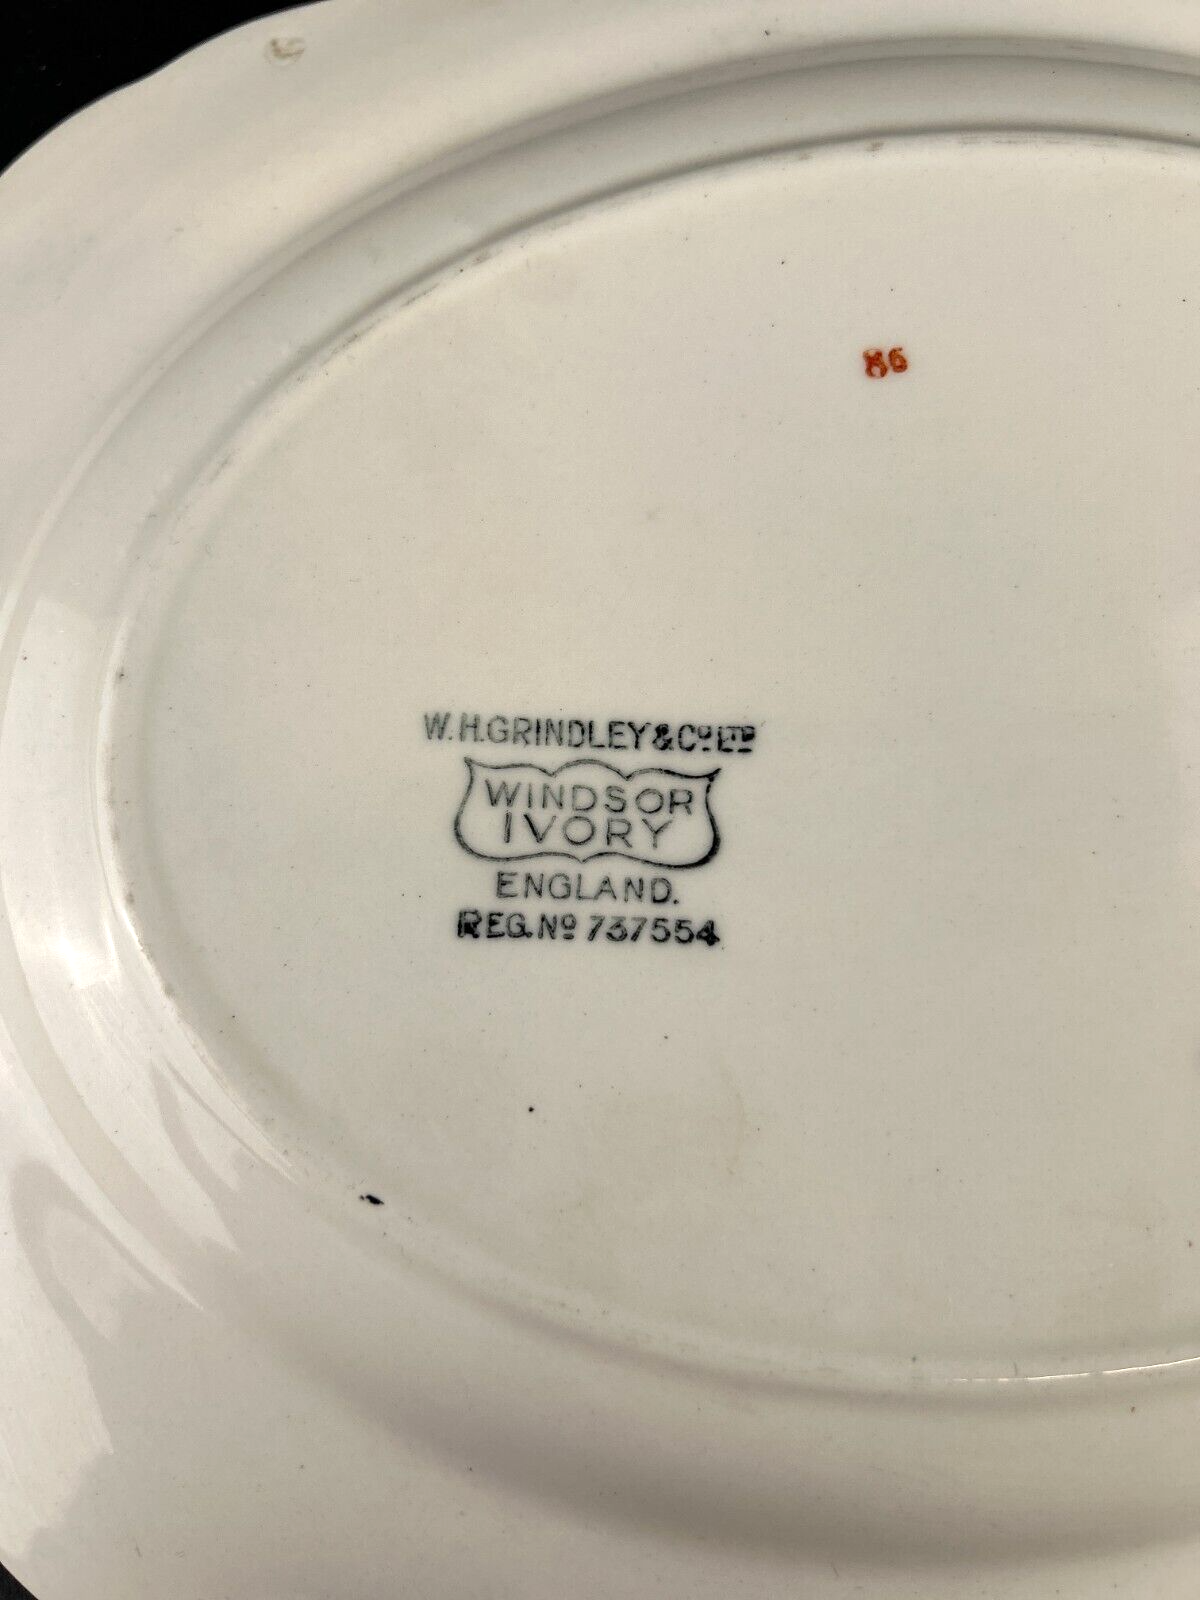 86
W.H.GRINDLEY & Cº LTD
WINDSOR
IVORY
ENGLAND.
REG. Nº 737554